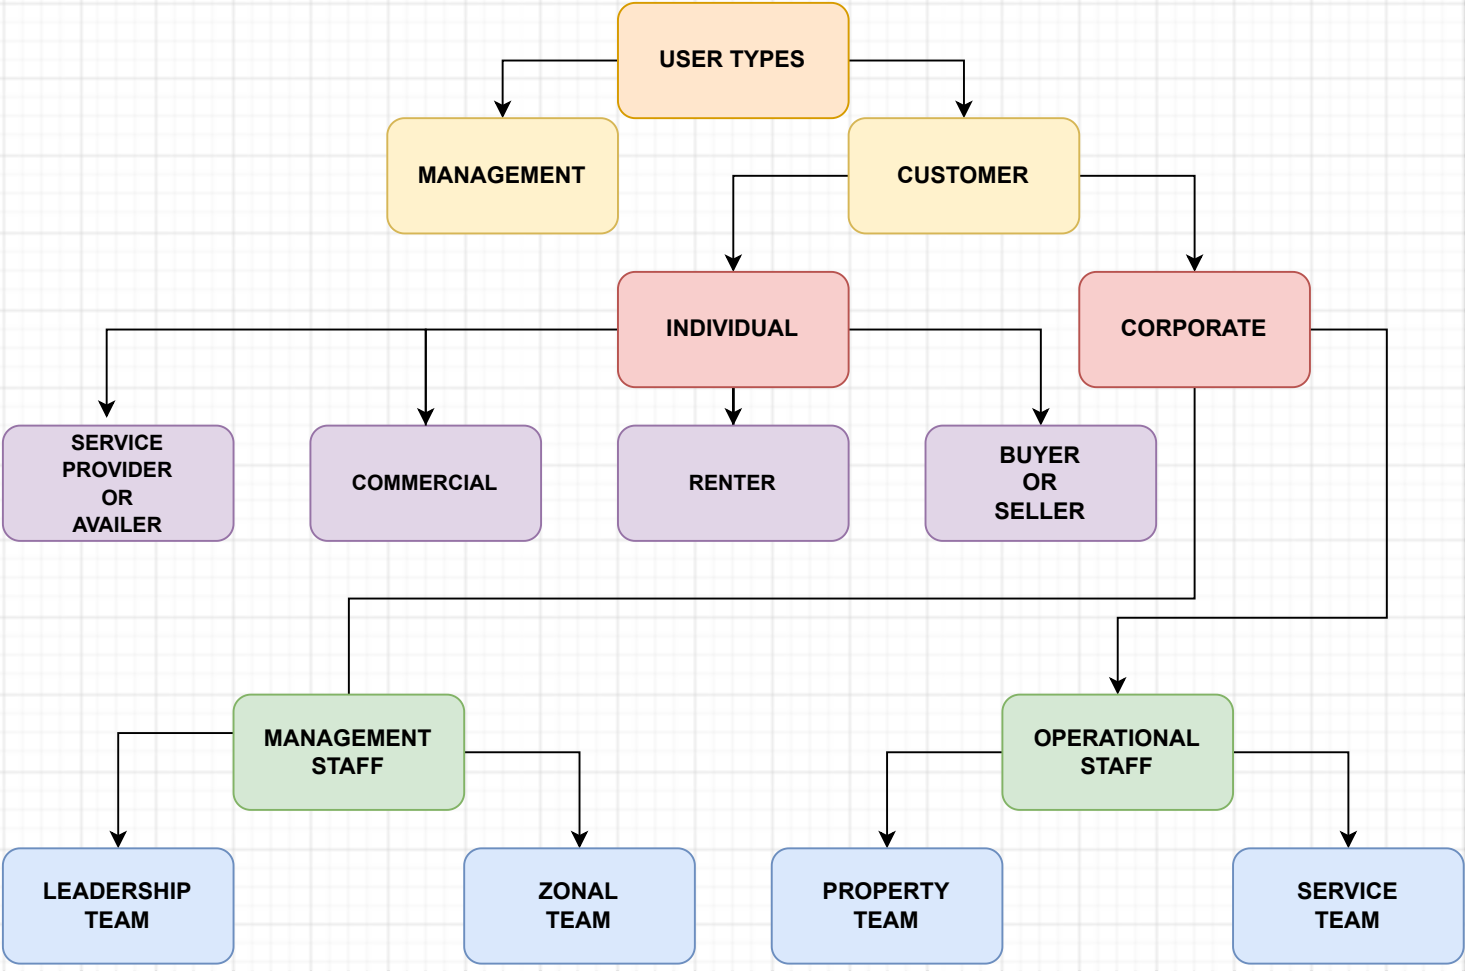 USER TYPES
MANAGEMENT
CUSTOMER
INDIVIDUAL
CORPORATE
SERVICE
PROVIDER
OR
AVAILER
COMMERCIAL
RENTER
BUYER
OR
SELLER
MANAGEMENT
STAFF
OPERATIONAL
STAFF
LEADERSHIP
TEAM
ZONAL
TEAM
PROPERTY
TEAM
SERVICE
TEAM